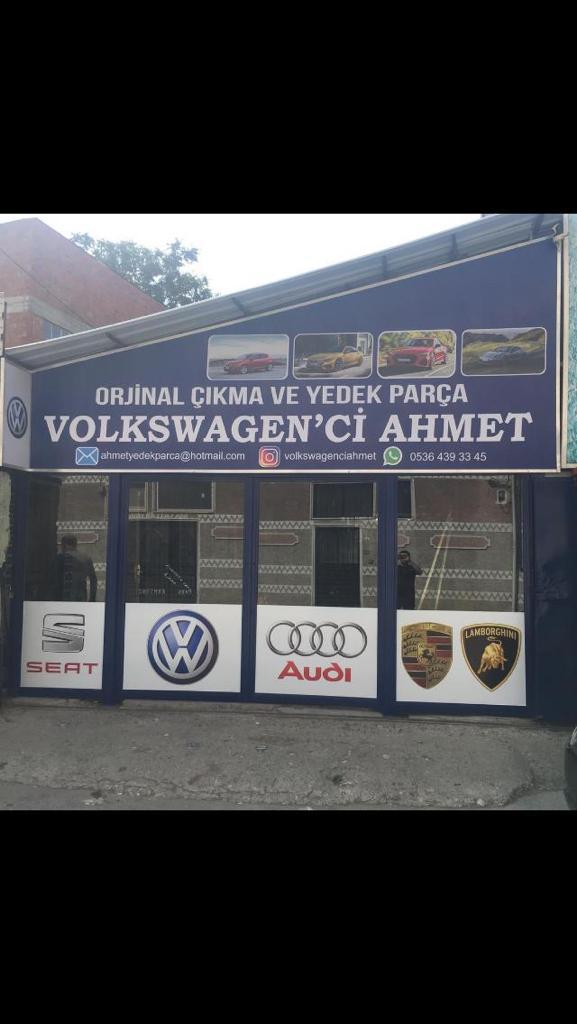 ORJİNAL ÇIKMA VE YEDEK PARÇA
VOLKSWAGEN'Cİ AHMET
ahmetyedekparca@hotmail.com volkswagenciahmet 0536 439 33 45
SEAT
Audi
LAMBORGHINI